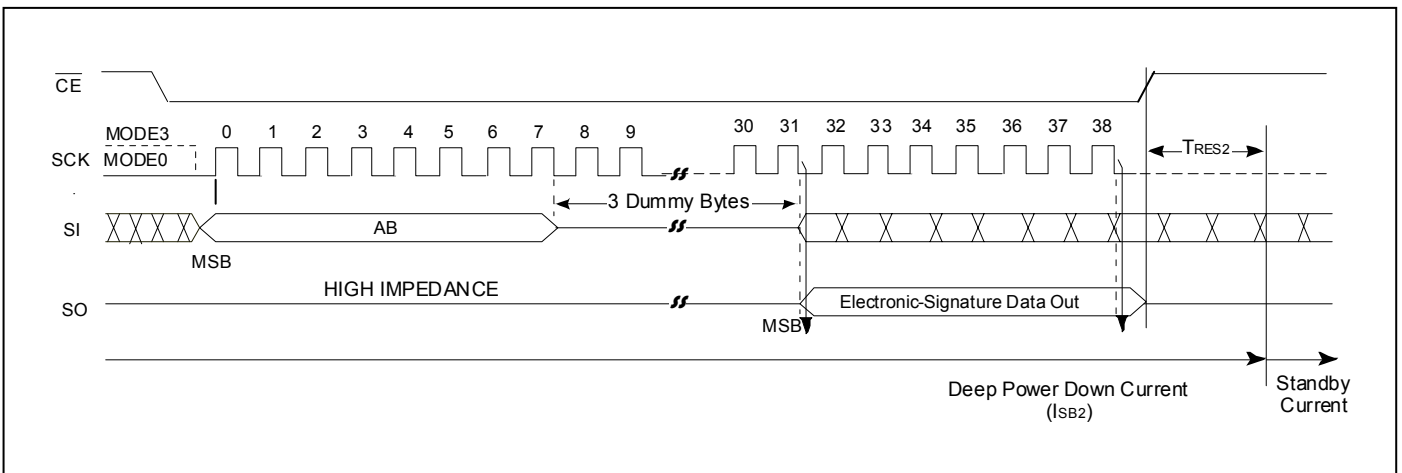 CE
MODE3
0 1 2 3 4 5 6 7 8 9 30 31 32 33 34 35 36 37 38
SCK MODE0
TRES2
3 Dummy Bytes
SI
AB
MSB
HIGH IMPEDANCE
SO
Electronic-Signature Data Out
MSB
Deep Power Down Current
(ISB2)
Standby
Current